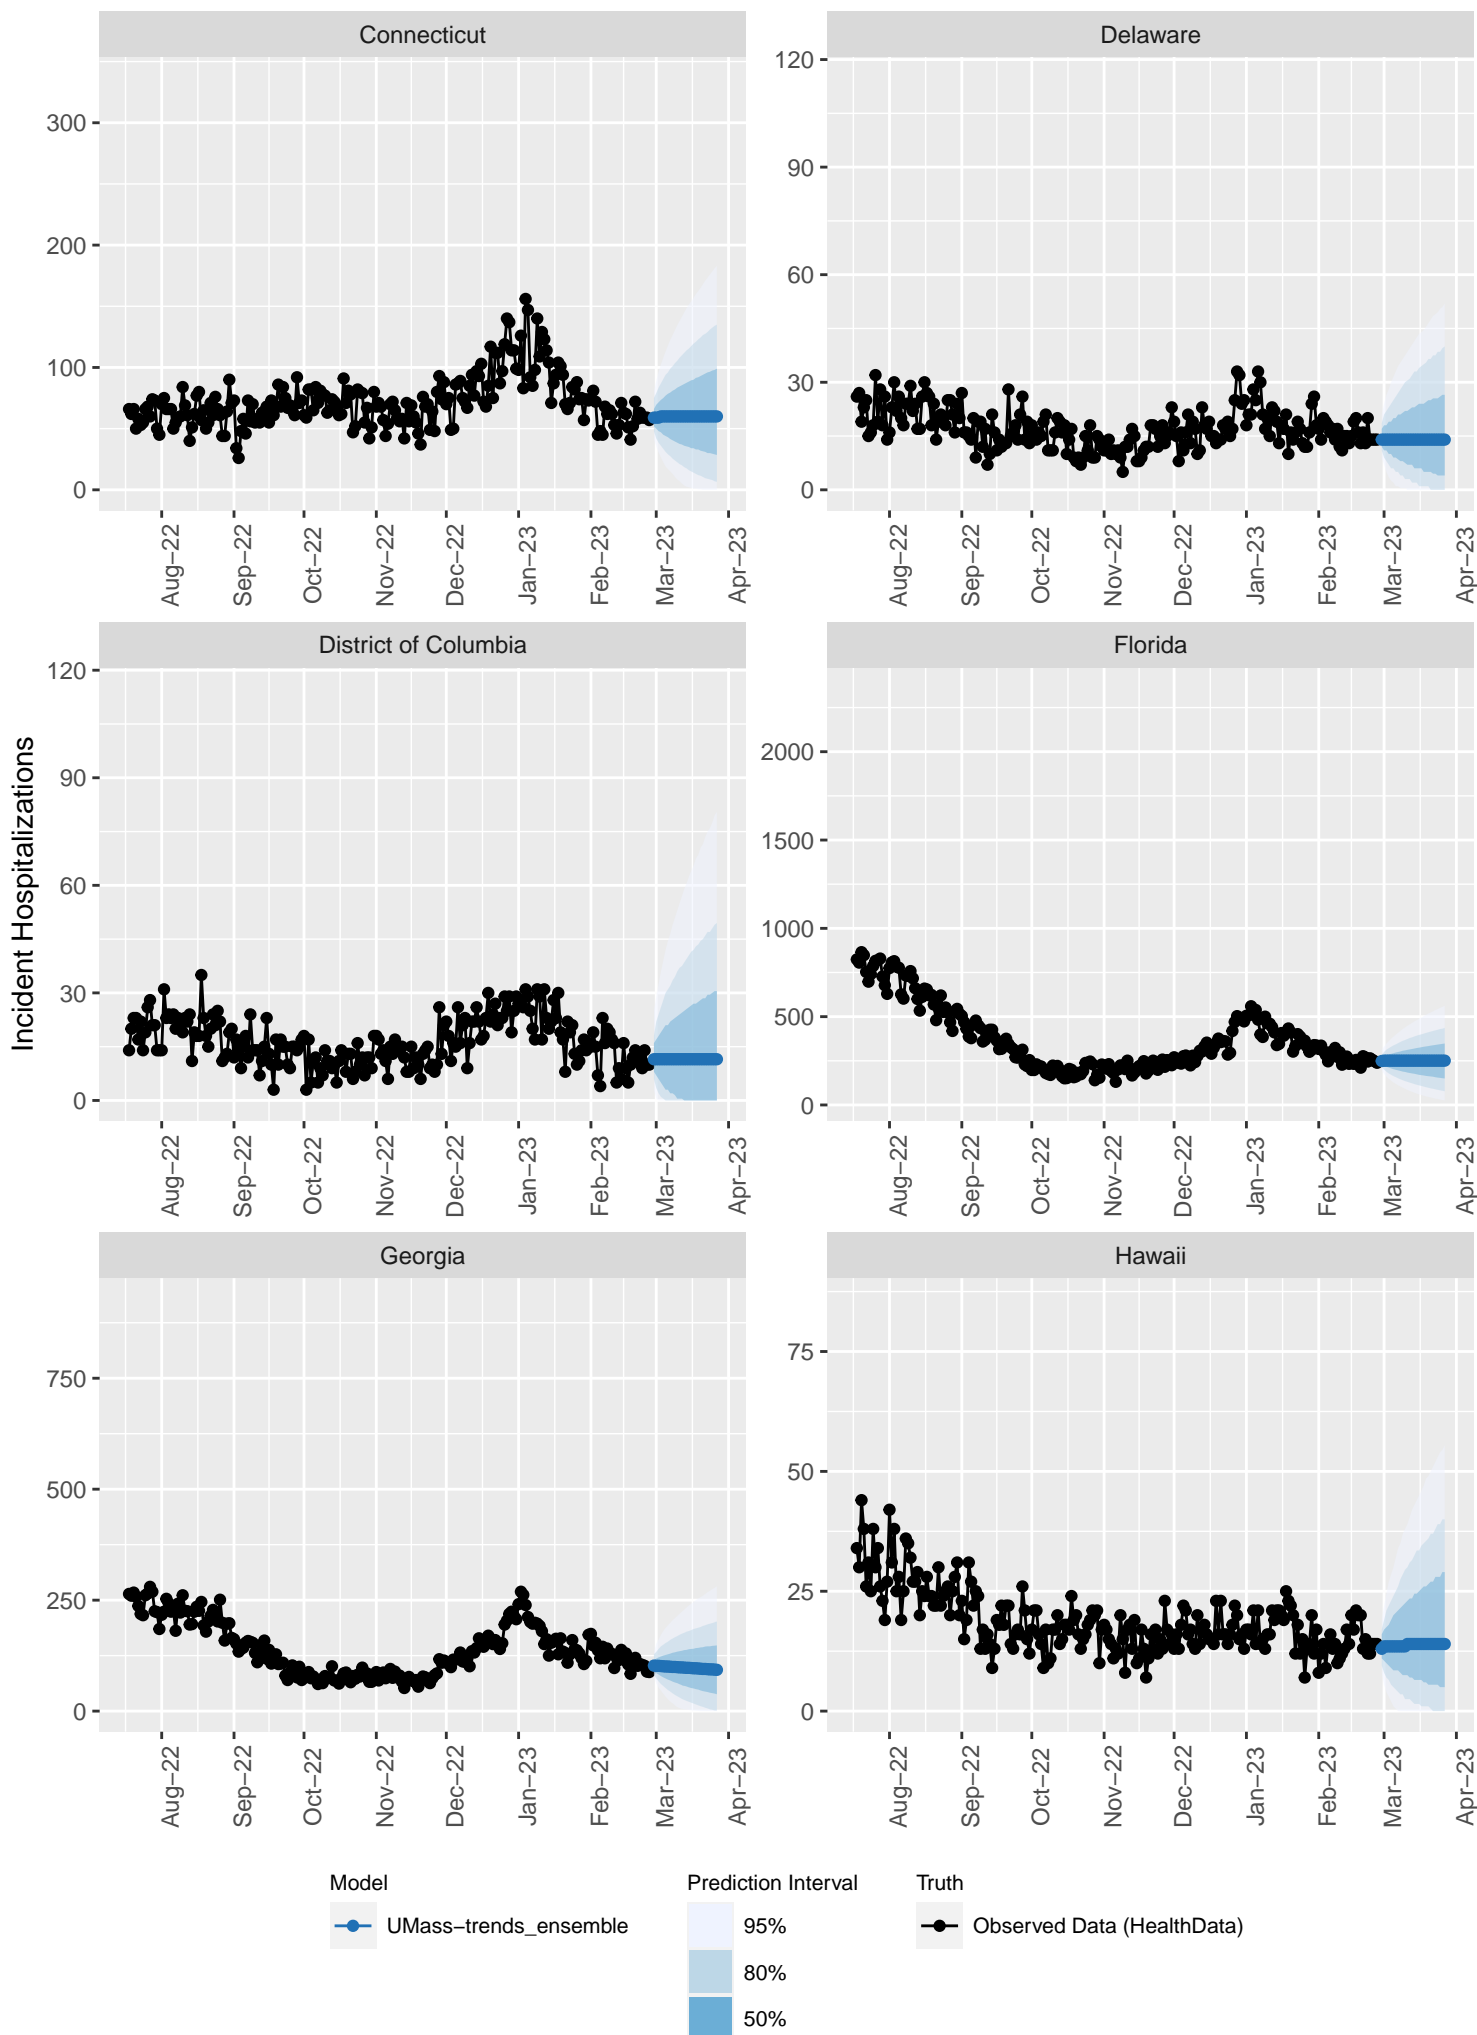 Connecticut
Delaware
300
200
100
0
120
90
60
30
0
Aug−22
Sep−22
Oct−22
Nov−22
Dec−22
Jan−23
Feb−23
Mar−23
Apr−23
Aug−22
Sep−22
Oct−22
Nov−22
Dec−22
Jan−23
Feb−23
Mar−23
Apr−23
Incident Hospitalizations
District of Columbia
Florida
120
90
60
30
0
2000
1500
1000
500
0
Aug−22
Sep−22
Oct−22
Nov−22
Dec−22
Jan−23
Feb−23
Mar−23
Apr−23
Aug−22
Sep−22
Oct−22
Nov−22
Dec−22
Jan−23
Feb−23
Mar−23
Apr−23
Georgia
Hawaii
750
500
250
0
75
50
25
0
Aug−22
Sep−22
Oct−22
Nov−22
Dec−22
Jan−23
Feb−23
Mar−23
Apr−23
Aug−22
Sep−22
Oct−22
Nov−22
Dec−22
Jan−23
Feb−23
Mar−23
Apr−23
Model
UMass−trends_ensemble
Prediction Interval
95%
80%
50%
Truth
Observed Data (HealthData)